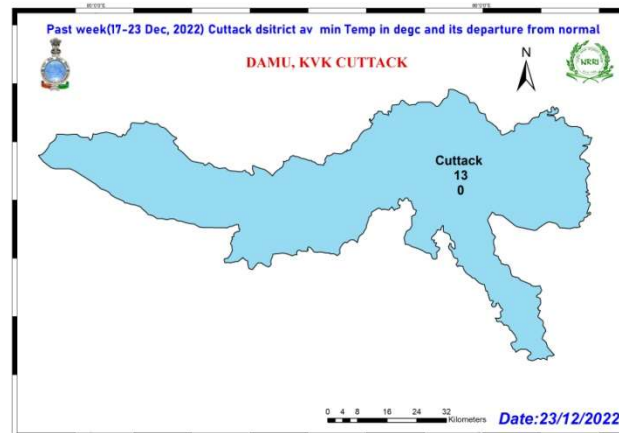 Past week(17-23 Dec, 2022) Cuttack dsitrict av min Temp in degc and its departure from normal
DAMU, KVK CUTTACK
N
NRRI
Cuttack
13
0
0 4 8 16 24 32
Kilometers
Date:23/12/2022